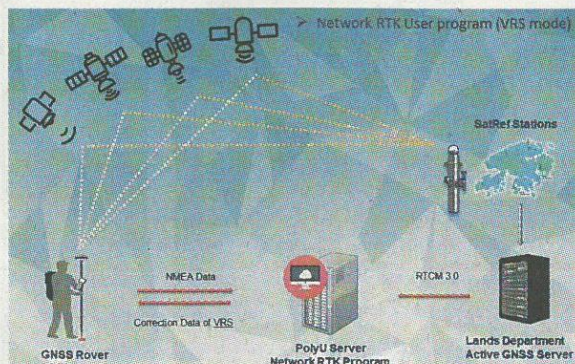 ➤ Network RTK User program (VRS mode)
SatRef Stations
NMEA Data
Correction Data of VRS
RTCM 3.0
GNSS Rover
PolyU Server
Network RTK Program
Lands Department
Active GNSS Server